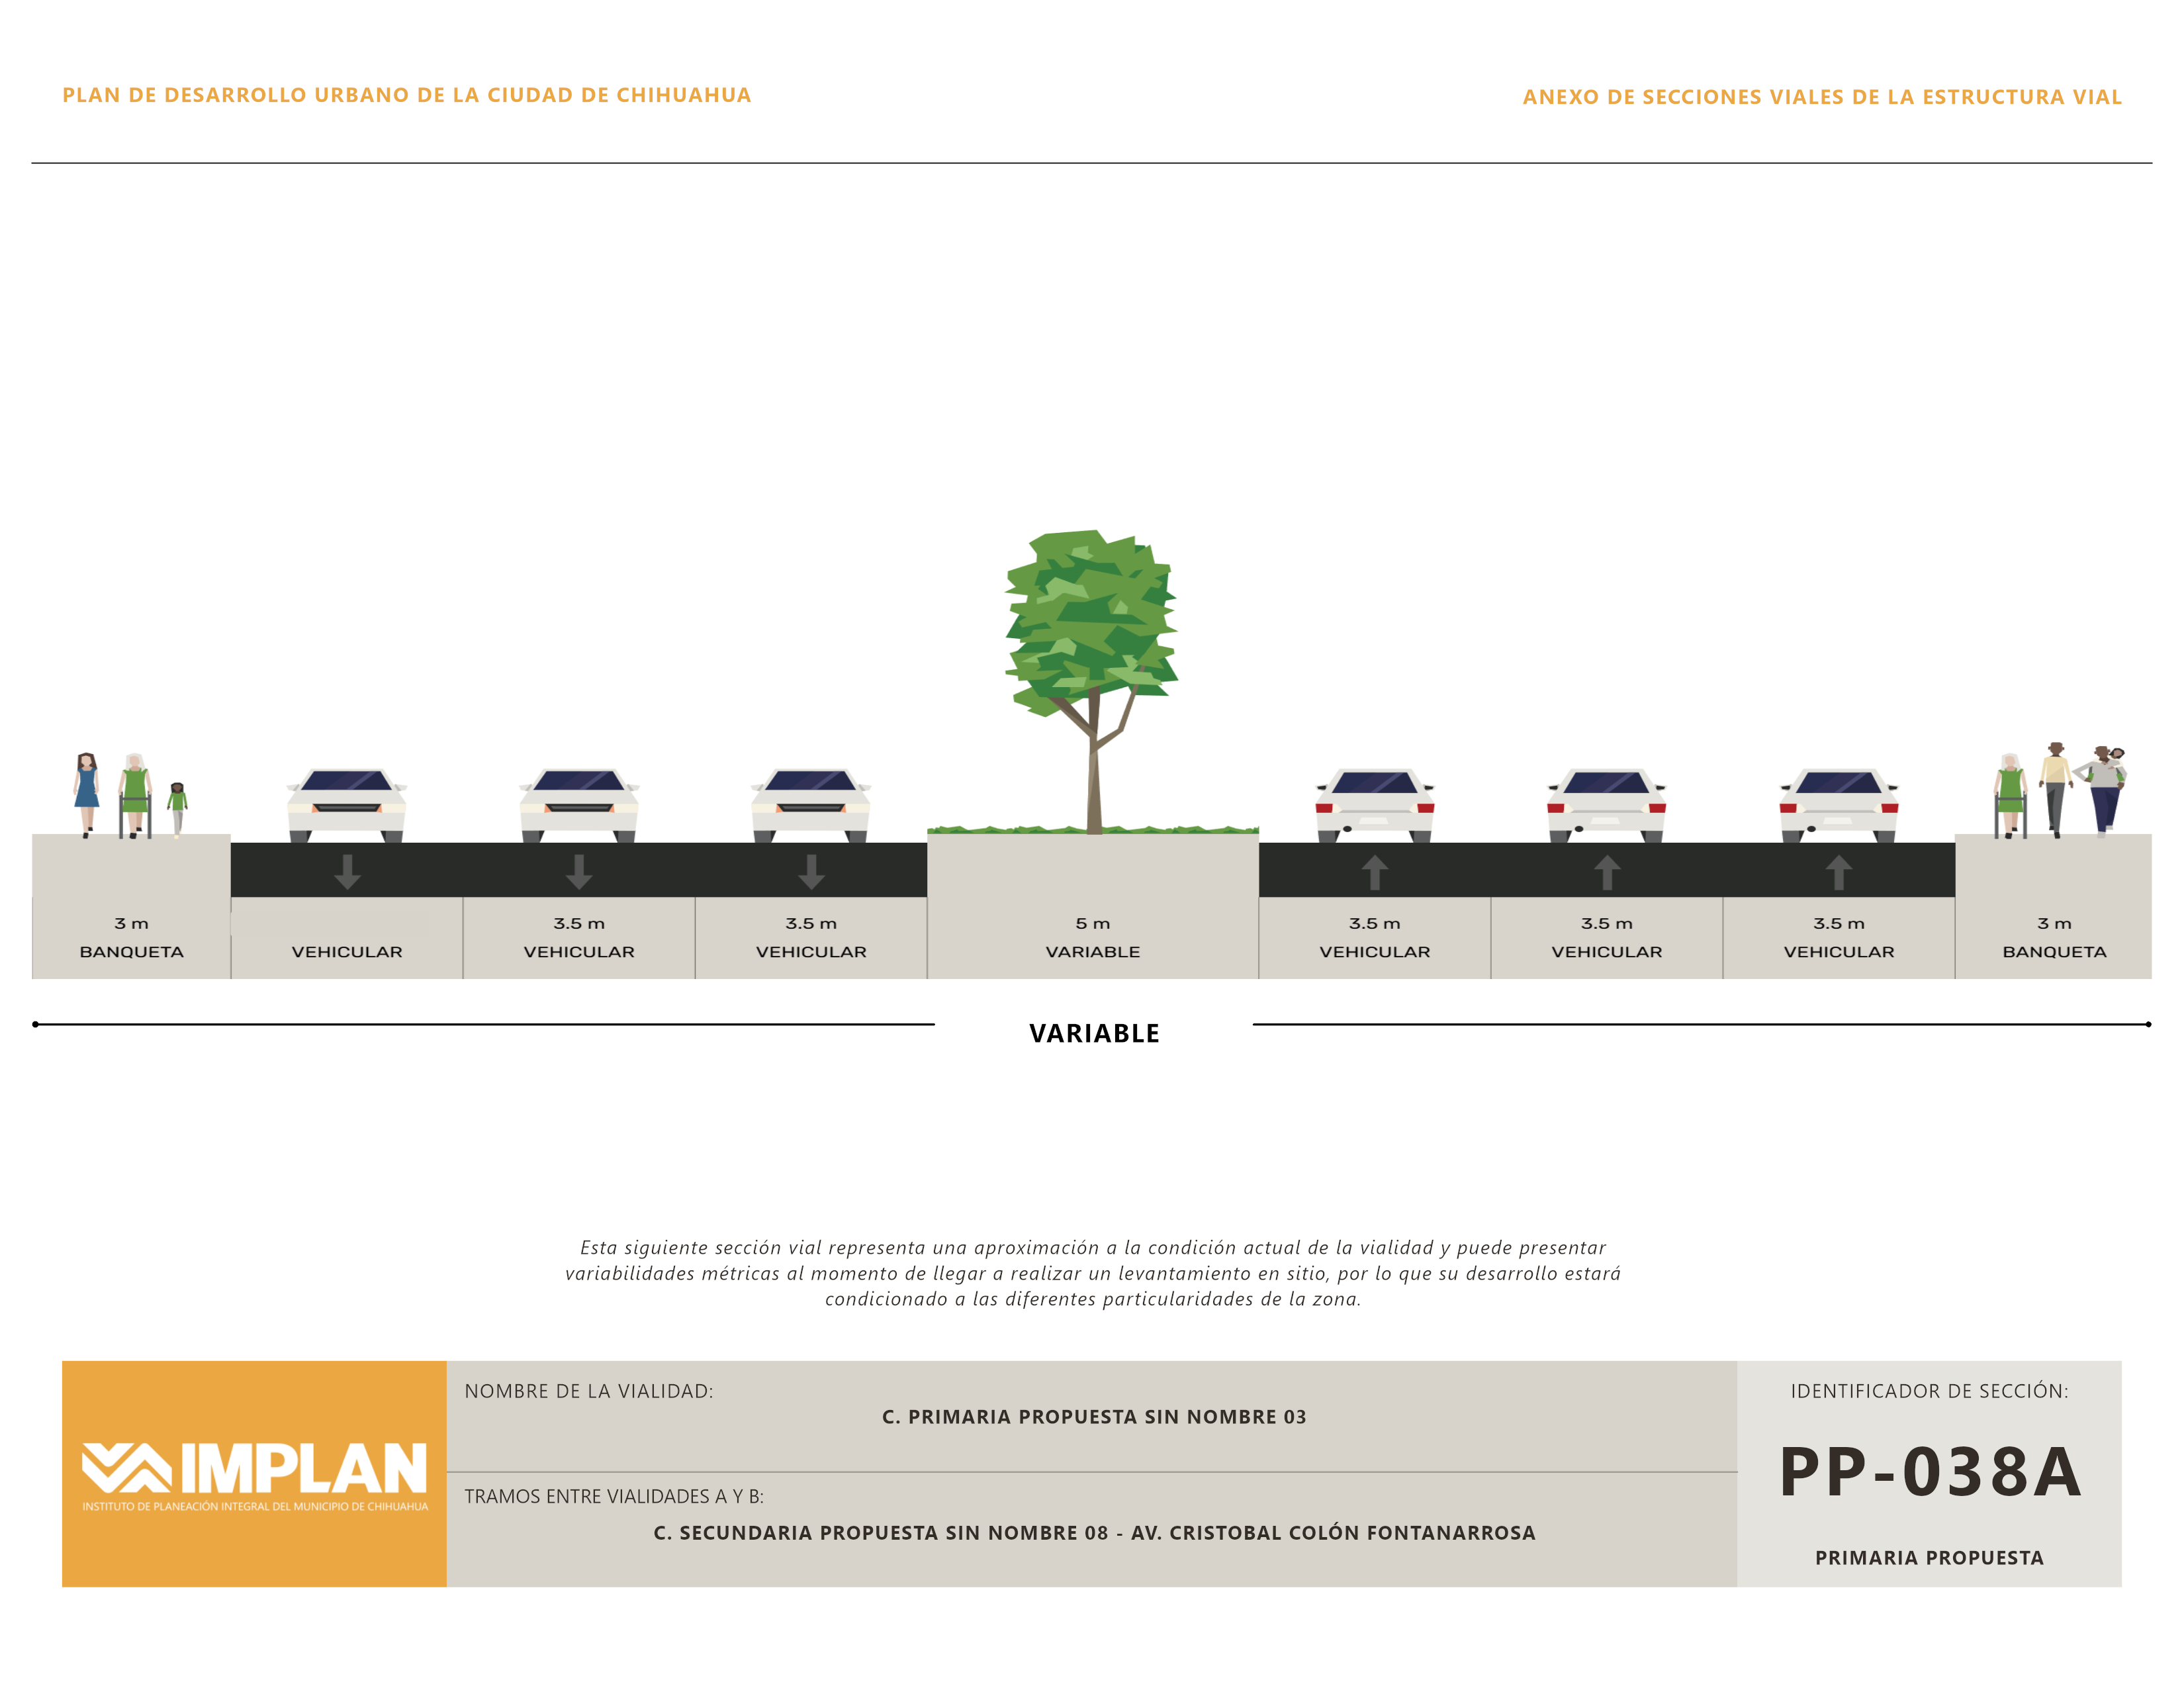 PLAN DE DESARROLLO URBANO DE LA CIUDAD DE CHIHUAHUA
ANEXO DE SECCIONES VIALES DE LA ESTRUCTURA VIAL
3 m
BANQUETA
VEHICULAR
3.5 m
VEHICULAR
3.5 m
VEHICULAR
5 m
VARIABLE
3.5 m
VEHICULAR
3.5 m
VEHICULAR
3.5 m
VEHICULAR
3 m
BANQUETA
VARIABLE
Esta siguiente sección vial representa una aproximación a la condición actual de la vialidad y puede presentar
variabilidades métricas al momento de llegar a realizar un levantamiento en sitio, por lo que su desarrollo estará
condicionado a las diferentes particularidades de la zona.
IMPLAN
INSTITUTO DE PLANEACIÓN INTEGRAL DEL MUNICIPIO DE CHIHUAHUA
NOMBRE DE LA VIALIDAD:
C. PRIMARIA PROPUESTA SIN NOMBRE 03
TRAMOS ENTRE VIALIDADES A Y B:
C. SECUNDARIA PROPUESTA SIN NOMBRE 08 - AV. CRISTOBAL COLÓN FONTANARROSA
IDENTIFICADOR DE SECCIÓN:
PP-038A
PRIMARIA PROPUESTA